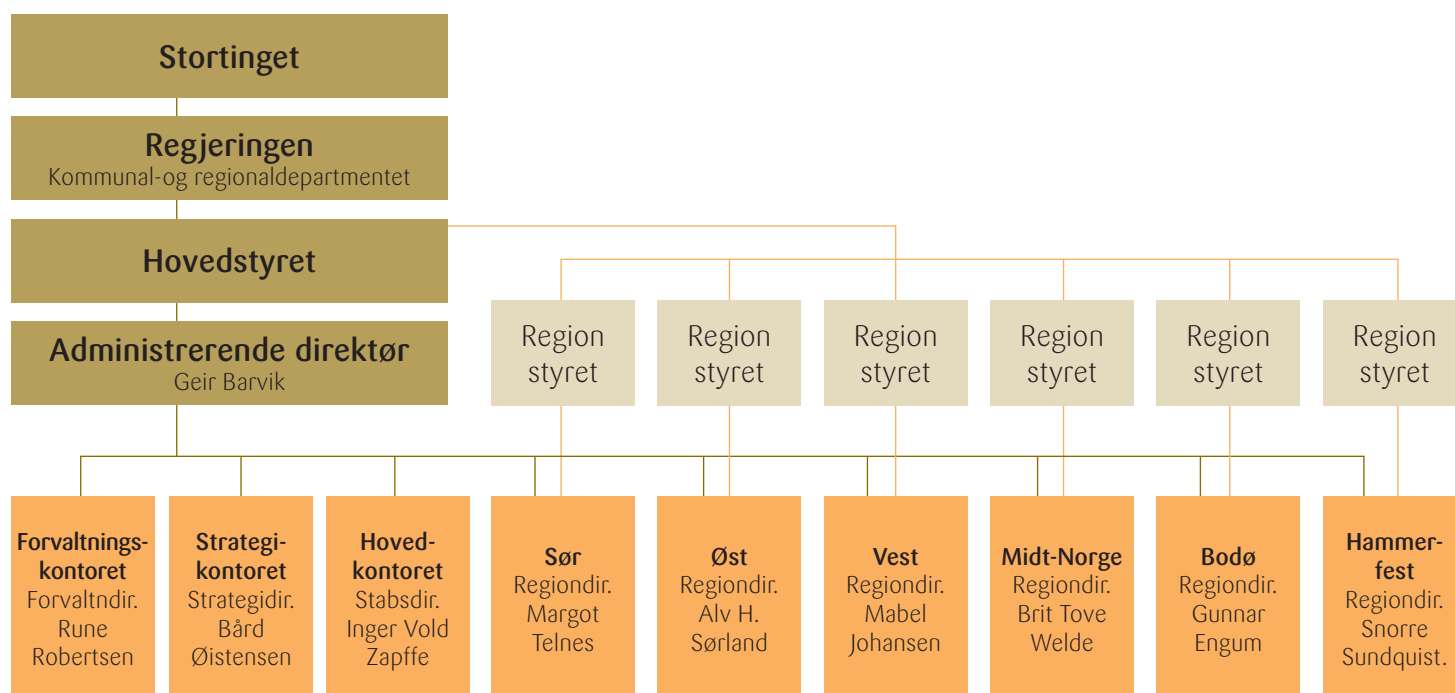 Stortinget
Regjeringen
Kommunal-og regionaldepartmentet
Hovedstyret
Administrerende direktør
Geir Barvik
Region
styret
Region
styret
Region
styret
Region
styret
Region
styret
Region
styret
Forvaltnings-
kontoret
Forvaltndir.
Rune
Robertsen
Strategi-
kontoret
Strategidir.
Bård
Øistensen
Hoved-
kontoret
Stabsdir.
Inger Vold
Zapffe
Sør
Regiondir.
Margot
Telnes
Øst
Regiondir.
Alv H.
Sørland
Vest
Regiondir.
Mabel
Johansen
Midt-Norge
Regiondir.
Brit Tove
Welde
Bodø
Regiondir.
Gunnar
Engum
Hammer-
fest
Regiondir.
Snorre
Sundquist.